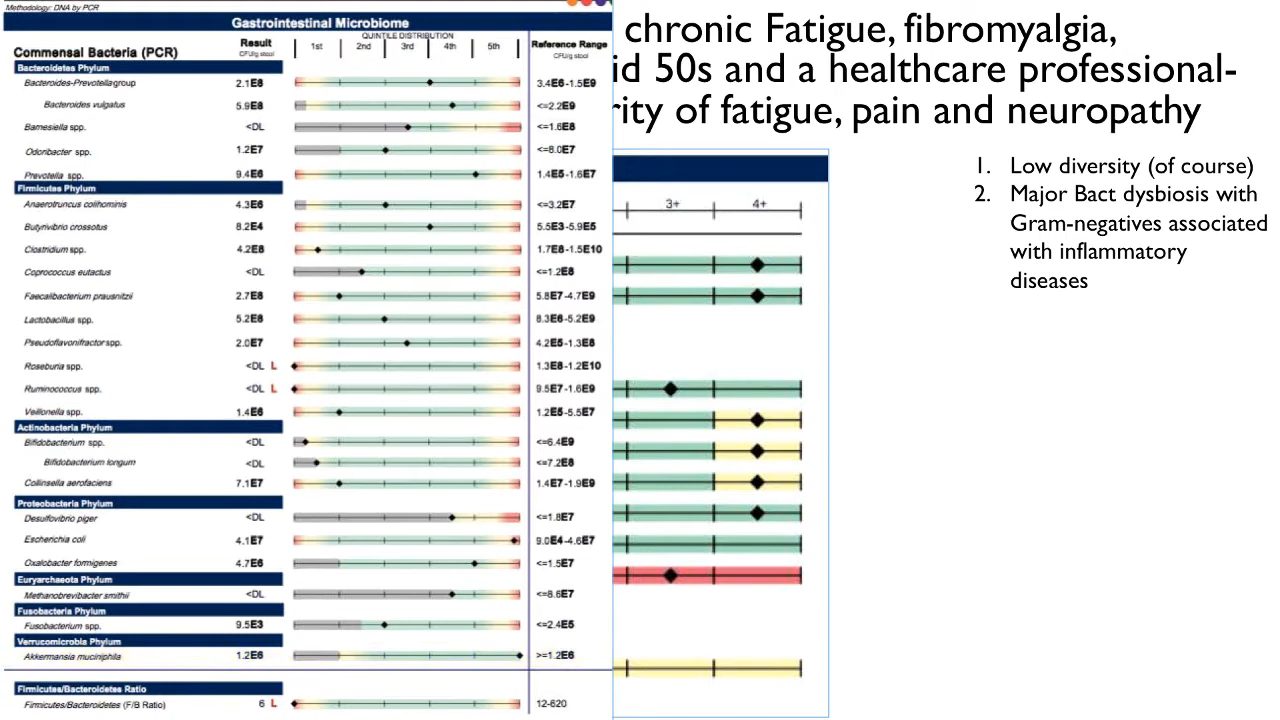 Methodology: DNA by PCR
Gastrointestinal Microbiome
chronic Fatigue, fibromyalgia,
id 50s and a healthcare professional-
rity of fatigue, pain and neuropathy
Commensal Bacteria (PCR) Result CFU/g stool QUINTILE DISTRIBUTION 1st 2nd 3rd 4th 5th Reference Range CFU/g stool
Bacteroidetes Phylum
Bacteroides-Prevotella group 2.1E8 3.4E6-1.5E9
Bacteroides vulgatus 5.9E8 <=2.2E9
Barnesiella spp. <DL <=1.6E8
Odoribacter spp. 1.2E7 <=8.0E7
Prevotella spp. 9.4E6 1.4E5-1.6E7
Firmicutes Phylum
Anaerotruncus colihominis 4.3E6 <=3.2E7
Butyrivibrio crossotus 8.2E4 5.5E3-5.9E5
Clostridium spp. 4.2E8 1.7E8-1.5E10
Coprococcus eutactus <DL <=1.2E8
Faecalibacterium prausnitzii 2.7E8 5.8E7-4.7E9
Lactobacillus spp. 5.2E8 8.3E6-5.2E9
Pseudoflavonifractor spp. 2.0E7 4.2E5-1.3E8
Roseburia spp. <DL L 1.3E8-1.2E10
Ruminococcus spp. <DL L 9.5E7-1.6E9
Veillonella spp. 1.4E6 1.2E5-5.5E7
Actinobacteria Phylum
Bifidobacterium spp. <DL <=6.4E9
Bifidobacterium longum <DL <=7.2E8
Collinsella aerofaciens 7.1E7 1.4E7-1.9E9
Proteobacteria Phylum
Desulfovibrio piger <DL <=1.8E7
Escherichia coli 4.1E7 9.0E4-4.6E7
Oxalobacter formigenes 4.7E6 <=1.5E7
Euryarchaeota Phylum
Methanobrevibacter smithii <DL <=8.6E7
Fusobacteria Phylum
Fusobacterium spp. 9.5E3 <=2.4E5
Verrucomicrobia Phylum
Akkermansia muciniphila 1.2E6 >=1.2E6
Firmicutes/Bacteroidetes Ratio
Firmicutes/Bacteroidetes (F/B Ratio) 6 L 12-620
3+ 4+
1. Low diversity (of course)
2. Major Bact dysbiosis with
Gram-negatives associated
with inflammatory
diseases